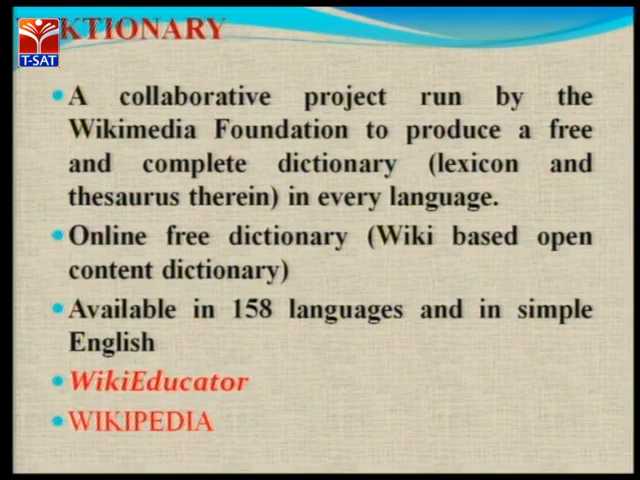 KTIONARY
T-SAT
A collaborative project run by the
Wikimedia Foundation to produce a free
and complete dictionary (lexicon and
thesaurus therein) in every language.
Online free dictionary (Wiki based open
content dictionary)
Available in 158 languages and in simple
English
WikiEducator
WIKIPEDIA